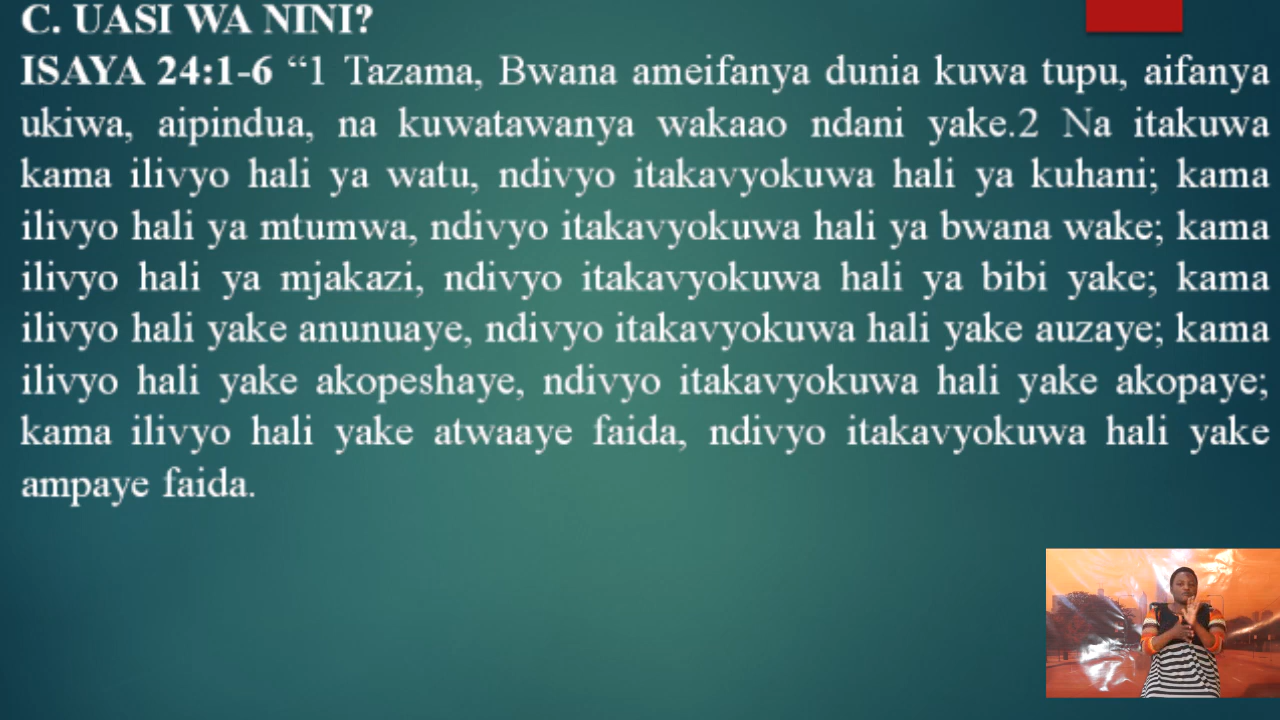 C. UASI WA NINI?
ISAYA 24:1-6 “1 Tazama, Bwana ameifanya dunia kuwa tupu, aifanya
ukiwa, aipindua, na kuwatawanya wakaao ndani yake.2 Na itakuwa
kama ilivyo hali ya watu, ndivyo itakavyokuwa hali ya kuhani; kama
ilivyo hali ya mtumwa, ndivyo itakavyokuwa hali ya bwana wake; kama
ilivyo hali ya mjakazi, ndivyo itakavyokuwa hali ya bibi yake; kama
ilivyo hali yake anunuaye, ndivyo itakavyokuwa hali yake auzaye; kama
ilivyo hali yake akopeshaye, ndivyo itakavyokuwa hali yake akopaye;
kama ilivyo hali yake atwaaye faida, ndivyo itakavyokuwa hali yake
ampaye faida.